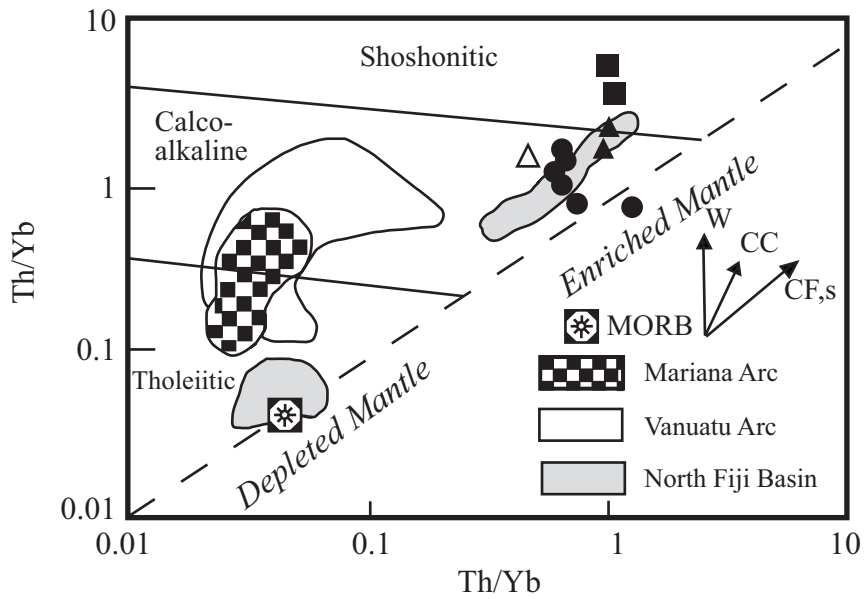 10
Shoshonitic
Calco-
alkaline
1
Th/Yb
Enriched Mantle
W
CC
CF,s
MORB
0.1
Tholeiitic
Mariana Arc
Depleted Mantle
Vanuatu Arc
North Fiji Basin
0.01
0.01
0.1
1
10
Th/Yb